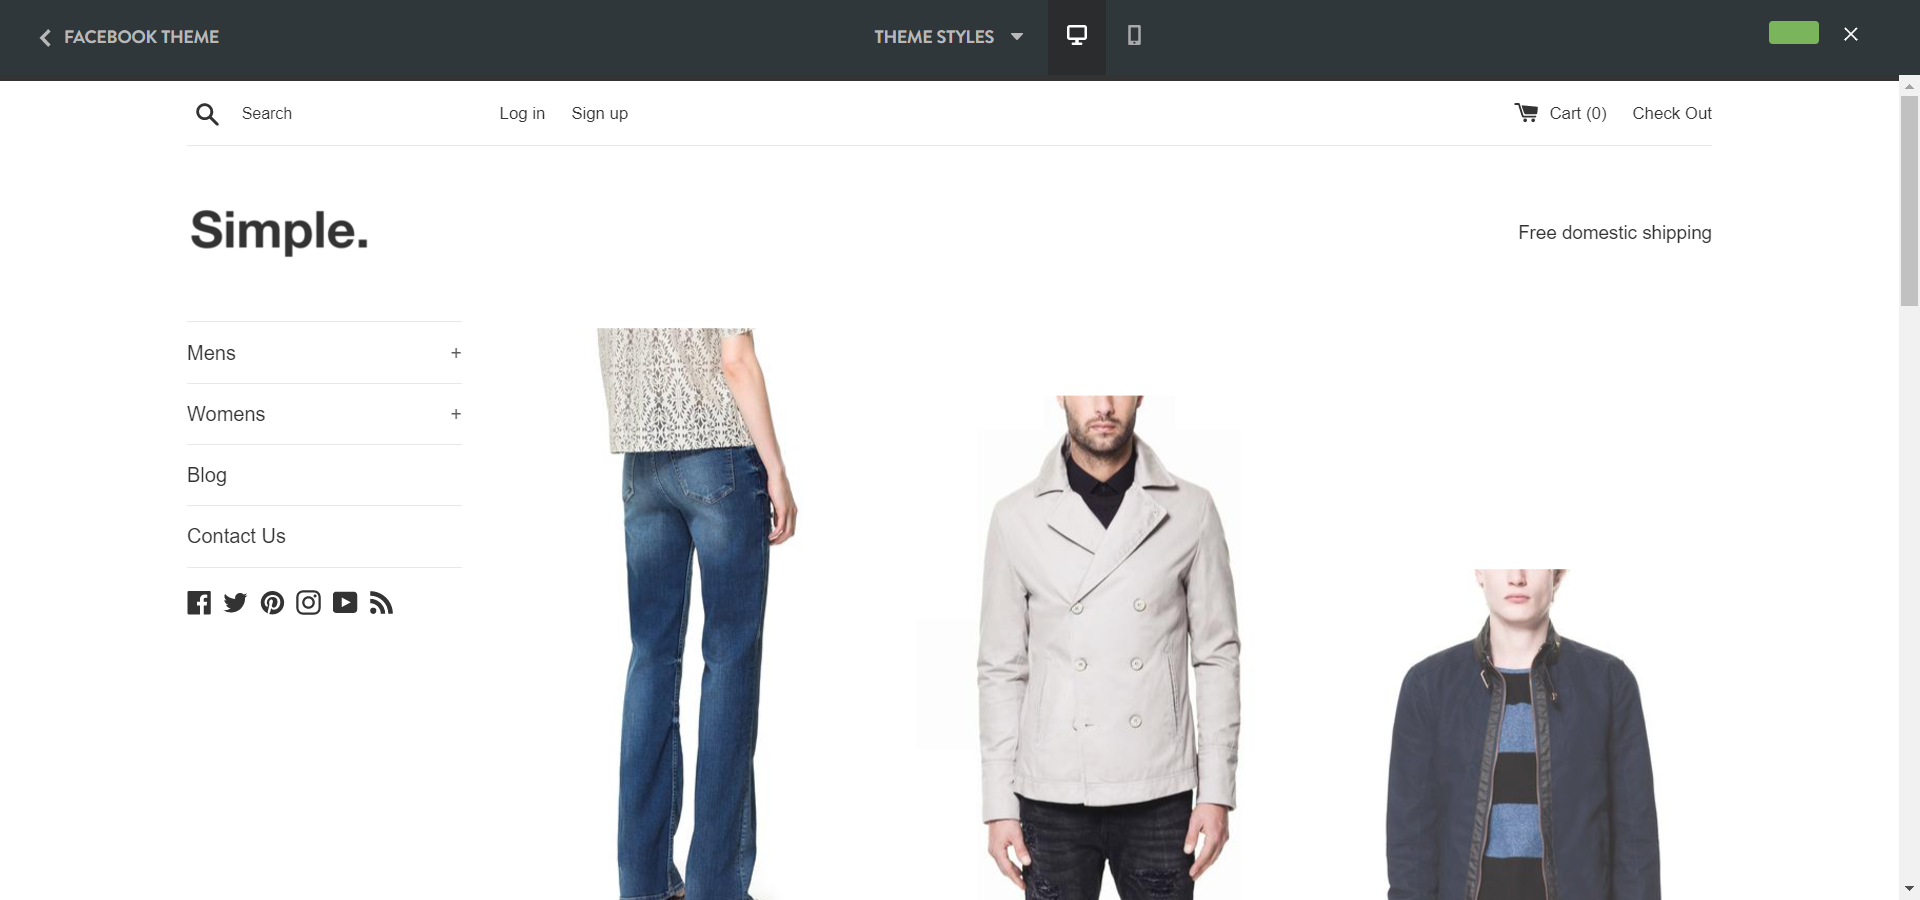 FACEBOOK THEME
THEME STYLES
Search
Log in
Sign up
Cart (0)
Check Out
Simple.
Free domestic shipping
Mens +
Womens +
Blog
Contact Us